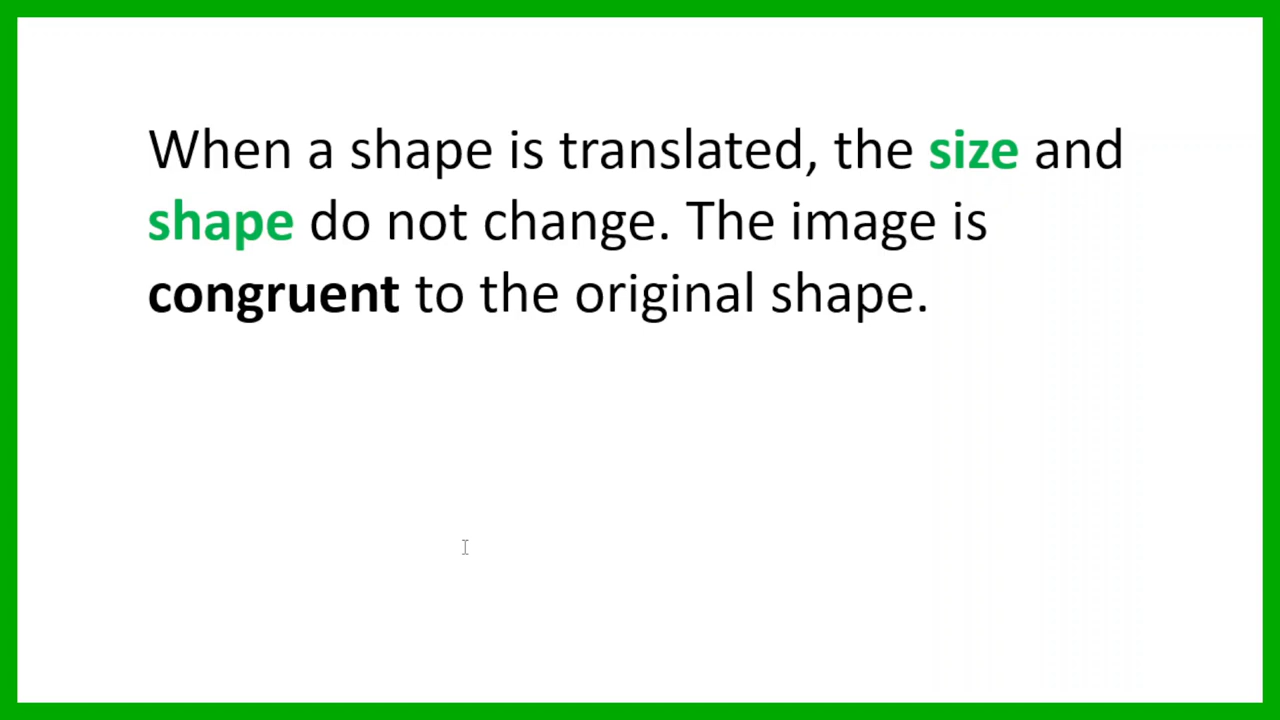 When a shape is translated, the size and
shape do not change. The image is
congruent to the original shape.